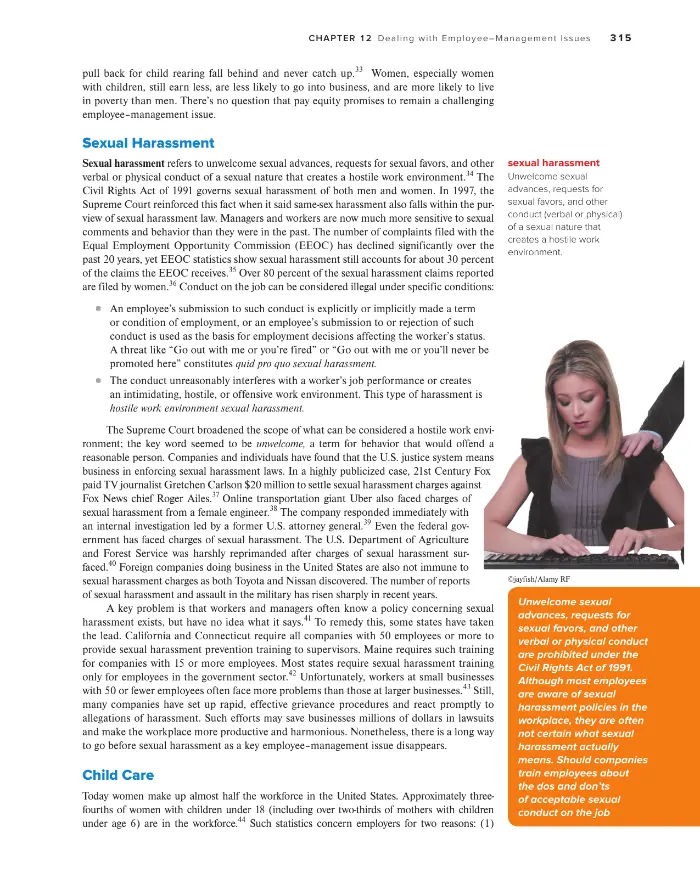 CHAPTER 12 Dealing with Employee–Management Issues 315
pull back for child rearing fall behind and never catch up.33 Women, especially women
with children, still earn less, are less likely to go into business, and are more likely to live
in poverty than men. There's no question that pay equity promises to remain a challenging
employee–management issue.
Sexual Harassment
Sexual harassment refers to unwelcome sexual advances, requests for sexual favors, and other
verbal or physical conduct of a sexual nature that creates a hostile work environment.34 The
Civil Rights Act of 1991 governs sexual harassment of both men and women. In 1997, the
Supreme Court reinforced this fact when it said same-sex harassment also falls within the pur-
view of sexual harassment law. Managers and workers are now much more sensitive to sexual
comments and behavior than they were in the past. The number of complaints filed with the
Equal Employment Opportunity Commission (EEOC) has declined significantly over the
past 20 years, yet EEOC statistics show sexual harassment still accounts for about 30 percent
of the claims the EEOC receives.35 Over 80 percent of the sexual harassment claims reported
are filed by women.36 Conduct on the job can be considered illegal under specific conditions:
• An employee's submission to such conduct is explicitly or implicitly made a term
or condition of employment, or an employee's submission to or rejection of such
conduct is used as the basis for employment decisions affecting the worker's status.
A threat like “Go out with me or you're fired” or “Go out with me or you'll never be
promoted here” constitutes quid pro quo sexual harassment.
• The conduct unreasonably interferes with a worker's job performance or creates
an intimidating, hostile, or offensive work environment. This type of harassment is
hostile work environment sexual harassment.
The Supreme Court broadened the scope of what can be considered a hostile work envi-
ronment; the key word seemed to be unwelcome, a term for behavior that would offend a
reasonable person. Companies and individuals have found that the U.S. justice system means
business in enforcing sexual harassment laws. In a highly publicized case, 21st Century Fox
paid TV journalist Gretchen Carlson $20 million to settle sexual harassment charges against
Fox News chief Roger Ailes.37 Online transportation giant Uber also faced charges of
sexual harassment from a female engineer.38 The company responded immediately with
an internal investigation led by a former U.S. attorney general.39 Even the federal gov-
ernment has faced charges of sexual harassment. The U.S. Department of Agriculture
and Forest Service was harshly reprimanded after charges of sexual harassment sur-
faced.40 Foreign companies doing business in the United States are also not immune to
sexual harassment charges as both Toyota and Nissan discovered. The number of reports
of sexual harassment and assault in the military has risen sharply in recent years.
A key problem is that workers and managers often know a policy concerning sexual
harassment exists, but have no idea what it says.41 To remedy this, some states have taken
the lead. California and Connecticut require all companies with 50 employees or more to
provide sexual harassment prevention training to supervisors. Maine requires such training
for companies with 15 or more employees. Most states require sexual harassment training
only for employees in the government sector.42 Unfortunately, workers at small businesses
with 50 or fewer employees often face more problems than those at larger businesses.43 Still,
many companies have set up rapid, effective grievance procedures and react promptly to
allegations of harassment. Such efforts may save businesses millions of dollars in lawsuits
and make the workplace more productive and harmonious. Nonetheless, there is a long way
to go before sexual harassment as a key employee–management issue disappears.
Child Care
Today women make up almost half the workforce in the United States. Approximately three-
fourths of women with children under 18 (including over two-thirds of mothers with children
under age 6) are in the workforce.44 Such statistics concern employers for two reasons: (1)
sexual harassment
Unwelcome sexual
advances, requests for
sexual favors, and other
conduct (verbal or physical)
of a sexual nature that
creates a hostile work
environment.
©jayfish/Alamy RF
Unwelcome sexual
advances, requests for
sexual favors, and other
verbal or physical conduct
are prohibited under the
Civil Rights Act of 1991.
Although most employees
are aware of sexual
harassment policies in the
workplace, they are often
not certain what sexual
harassment actually
means. Should companies
train employees about
the dos and don'ts
of acceptable sexual
conduct on the job